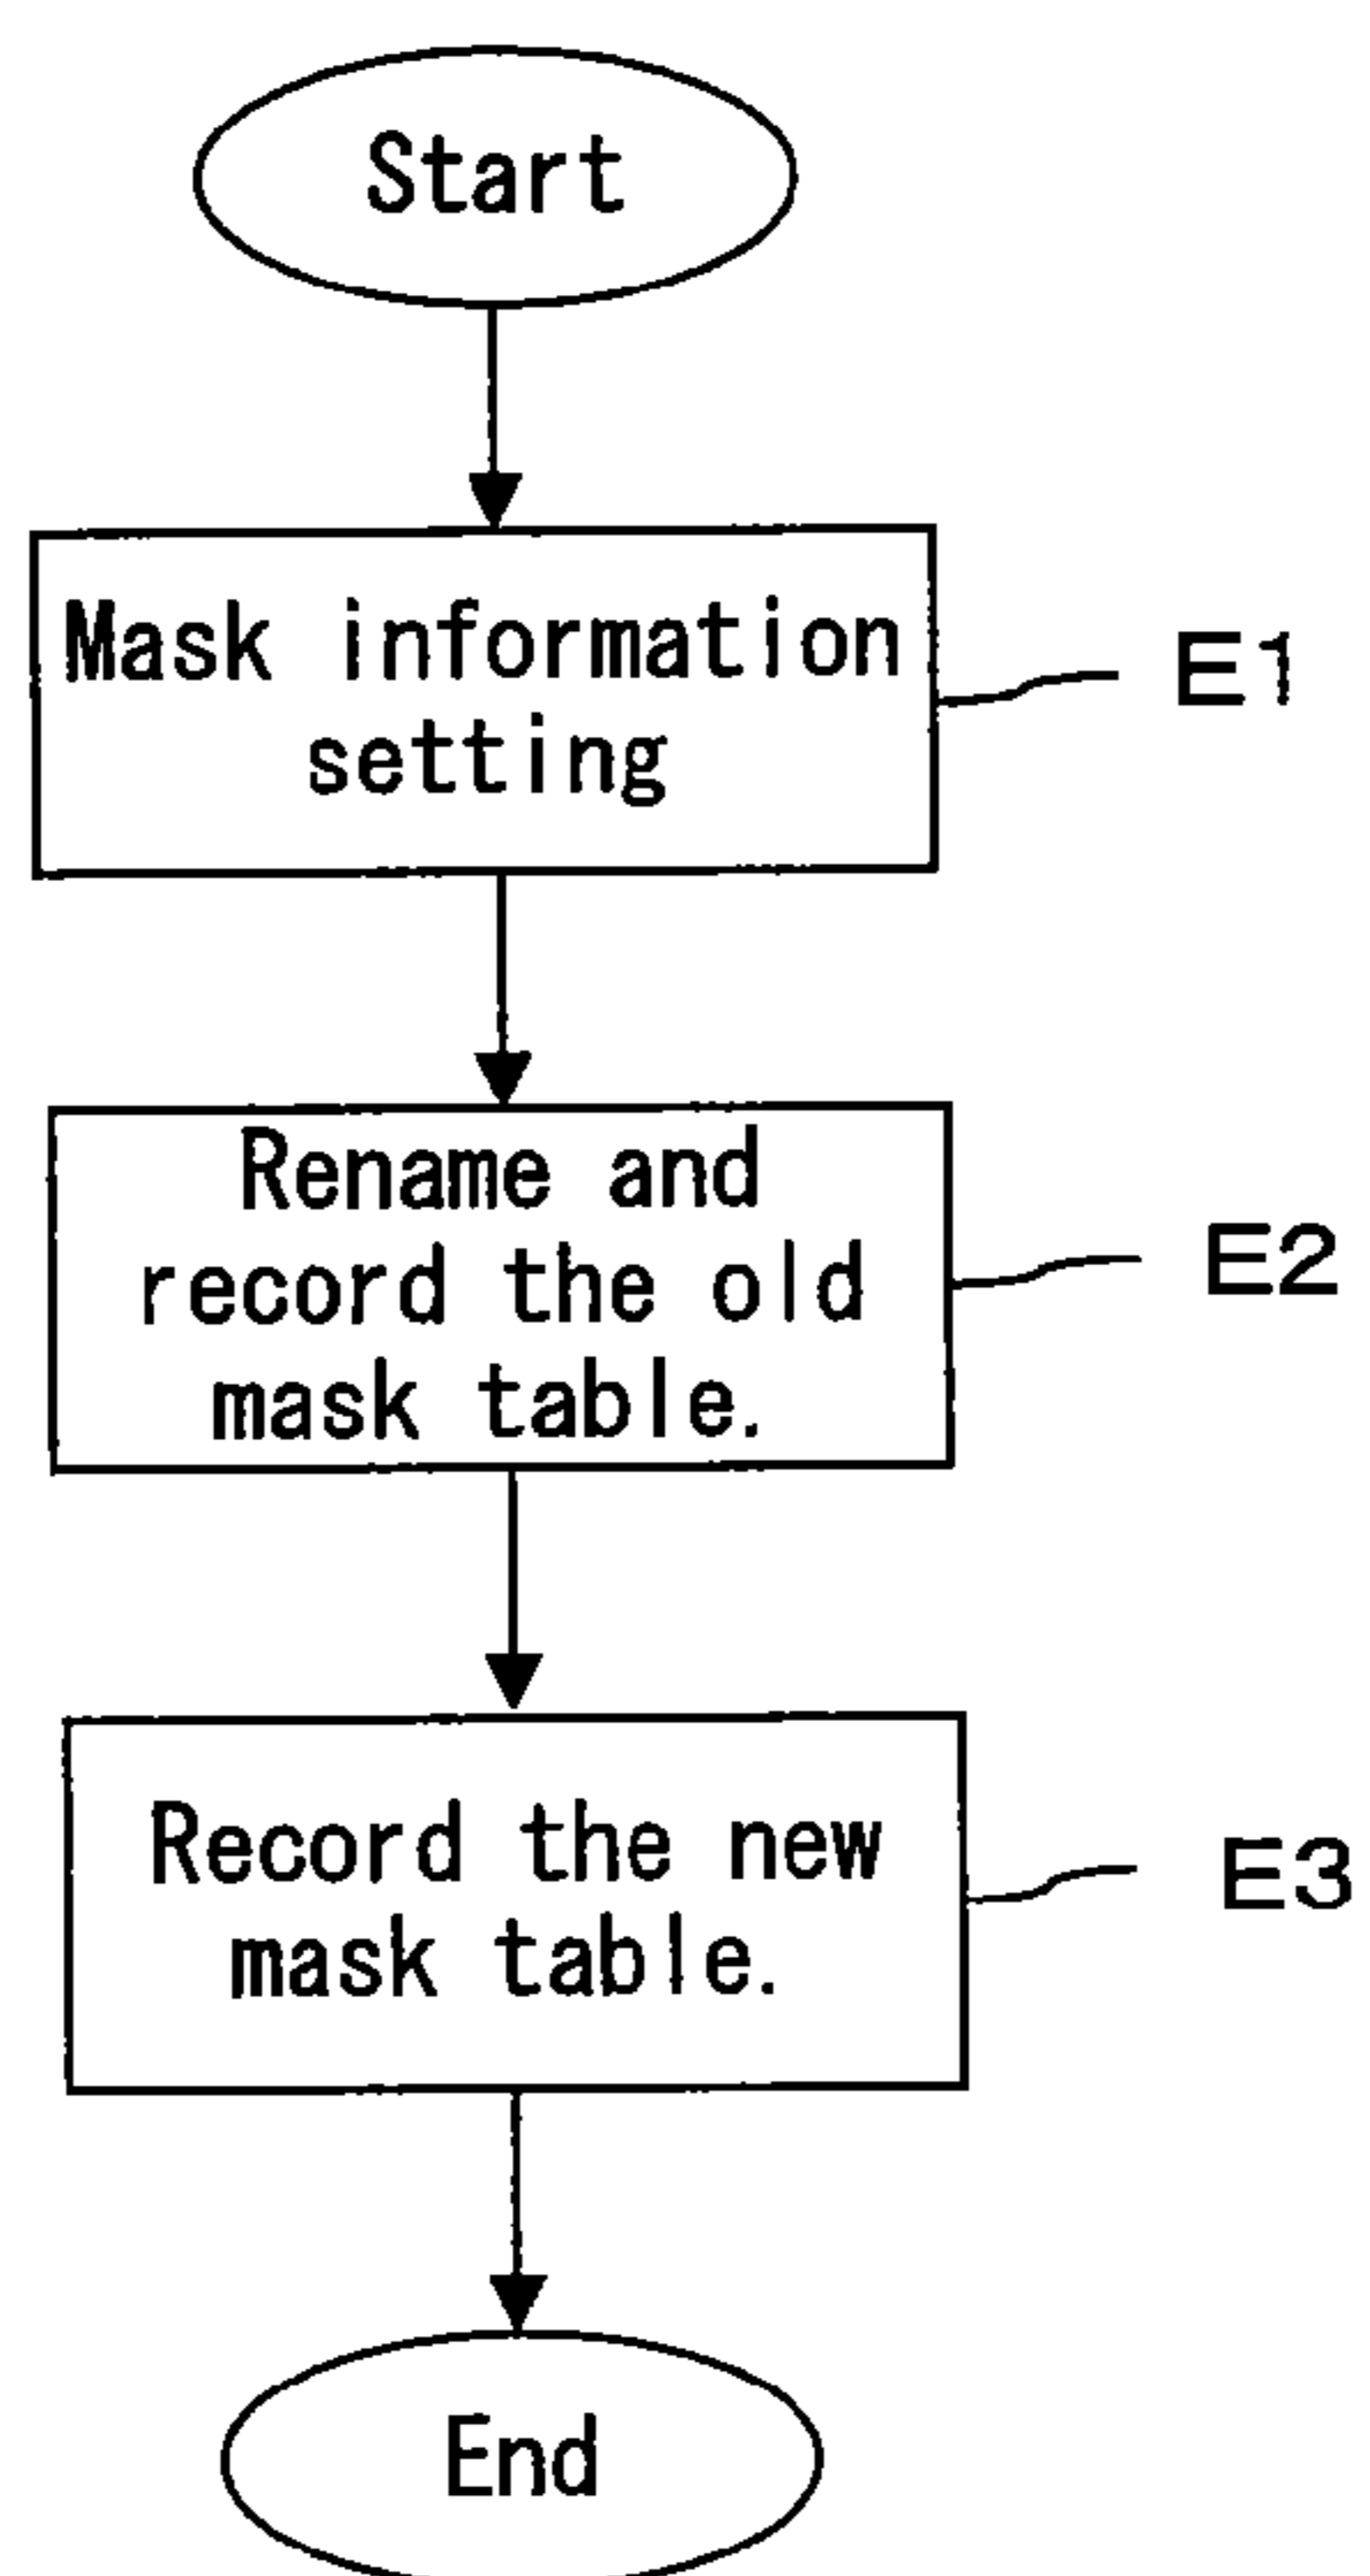 Start
Mask information
setting
E1
Rename and
record the old
mask table.
E2
Record the new
mask table.
E3
End